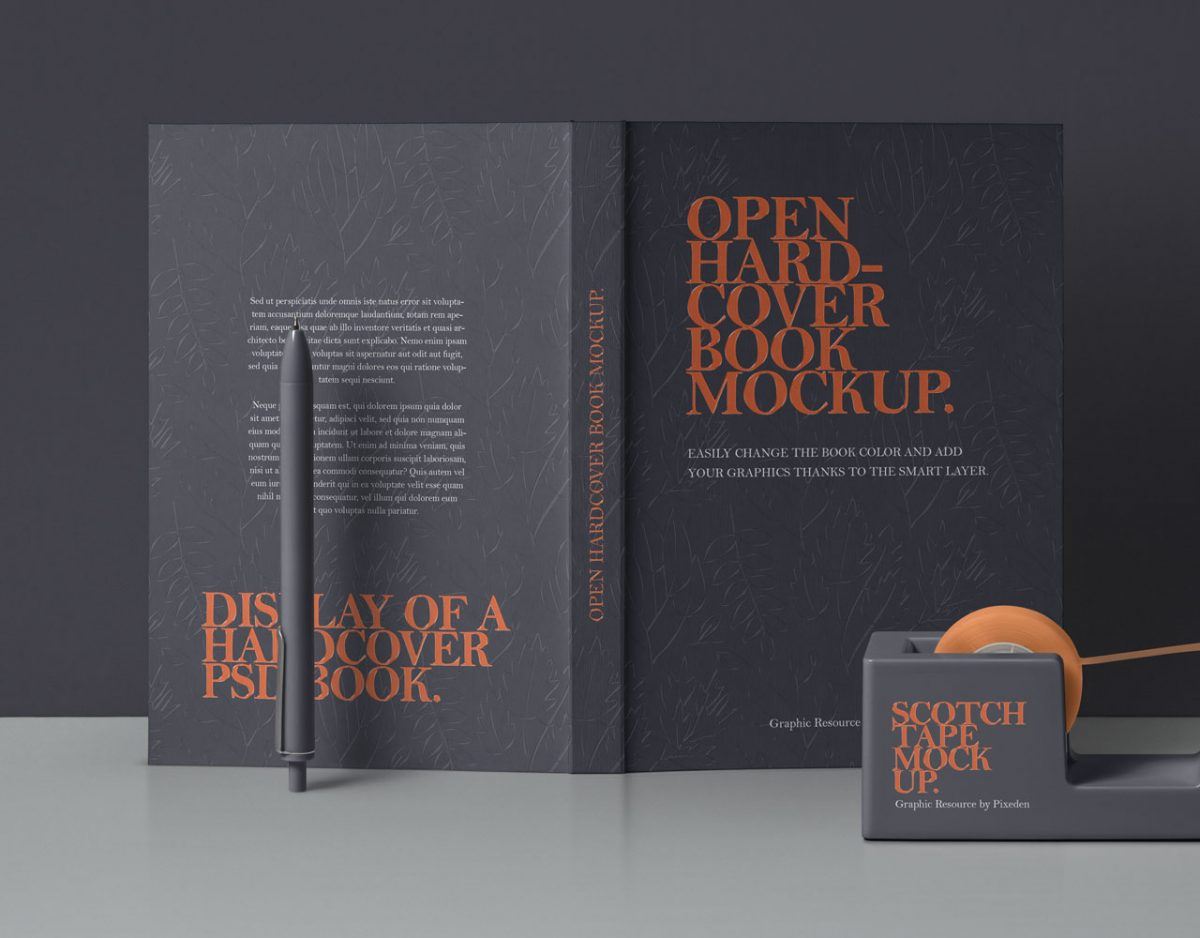 Sed ut perspiciatis unde omnis iste natus error sit volupta-
tem accusantium doloremque laudantium, totam rem ape-
riam, eaque quae ab illo inventore veritatis et quasi ar-
chitecto dicta sunt explicabo. Nemo enim ipsam
voluptas sit aspernatur aut odit aut fugit,
sed quia magni dolores eos qui ratione volup-
tatem sequi nesciunt.
Neque est, qui dolorem ipsum quia dolor
sit amet adipisci velit, sed quia non numquam
eius incidunt ut labore et dolore magnam ali-
quam Ut enim ad minima veniam, quis
nostrum ullam corporis suscipit laboriosam,
nisi ut ea commodi consequatur? Quis autem vel
eum qui in ea voluptate velit esse quam
nihil consequatur, vel illum qui dolorem eum
quo voluptas nulla pariatur.
DISPLAY OF A
HARDCOVER
PSD BOOK.
OPEN HARDCOVER BOOK MOCKUP.
OPEN
HARD-
COVER
BOOK
MOCKUP.
EASILY CHANGE THE BOOK COLOR AND ADD
YOUR GRAPHICS THANKS TO THE SMART LAYER.
Graphic Resource
SCOTCH
TAPE
MOCK
UP.
Graphic Resource by Pixeden